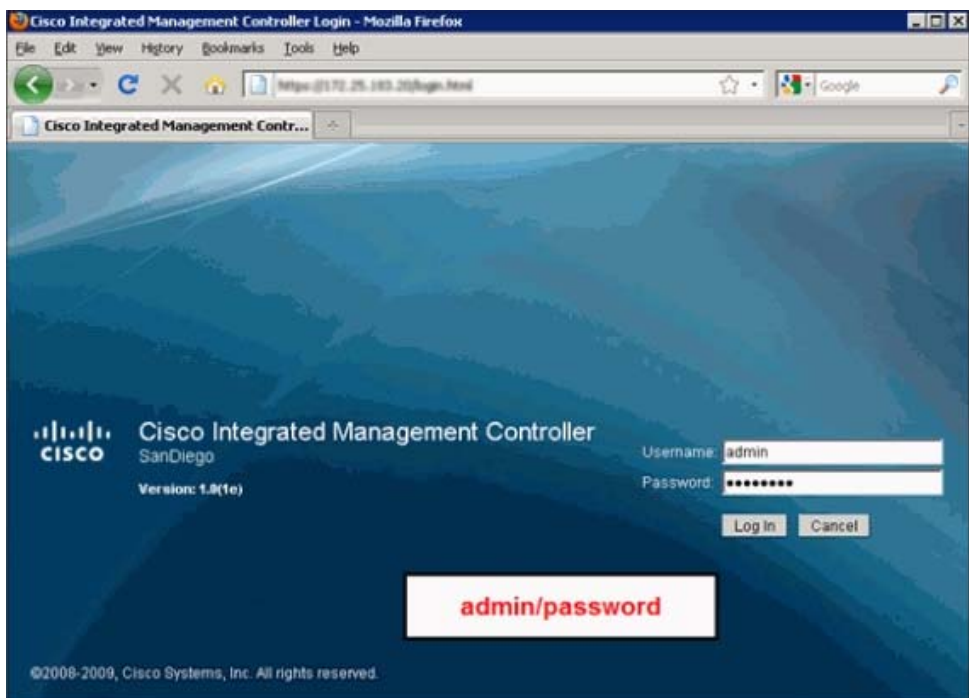 Cisco Integrated Management Controller Login - Mozilla Firefox
File Edit View History Bookmarks Tools Help
Google
Cisco Integrated Management Contr...
CISCO
Cisco Integrated Management Controller
SanDiego
Version: 1.0(1e)
Username: admin
Password: ●●●●●●●●
Log In Cancel
admin/password
©2008-2009, Cisco Systems, Inc. All rights reserved.